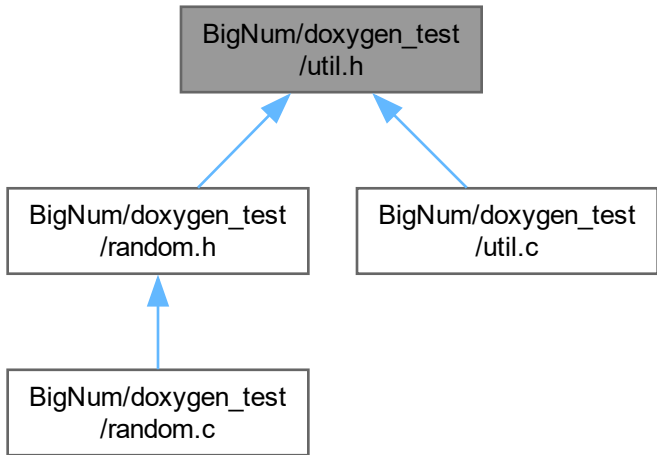 BigNum/doxygen_test
/util.h
BigNum/doxygen_test
/random.h
BigNum/doxygen_test
/util.c
BigNum/doxygen_test
/random.c